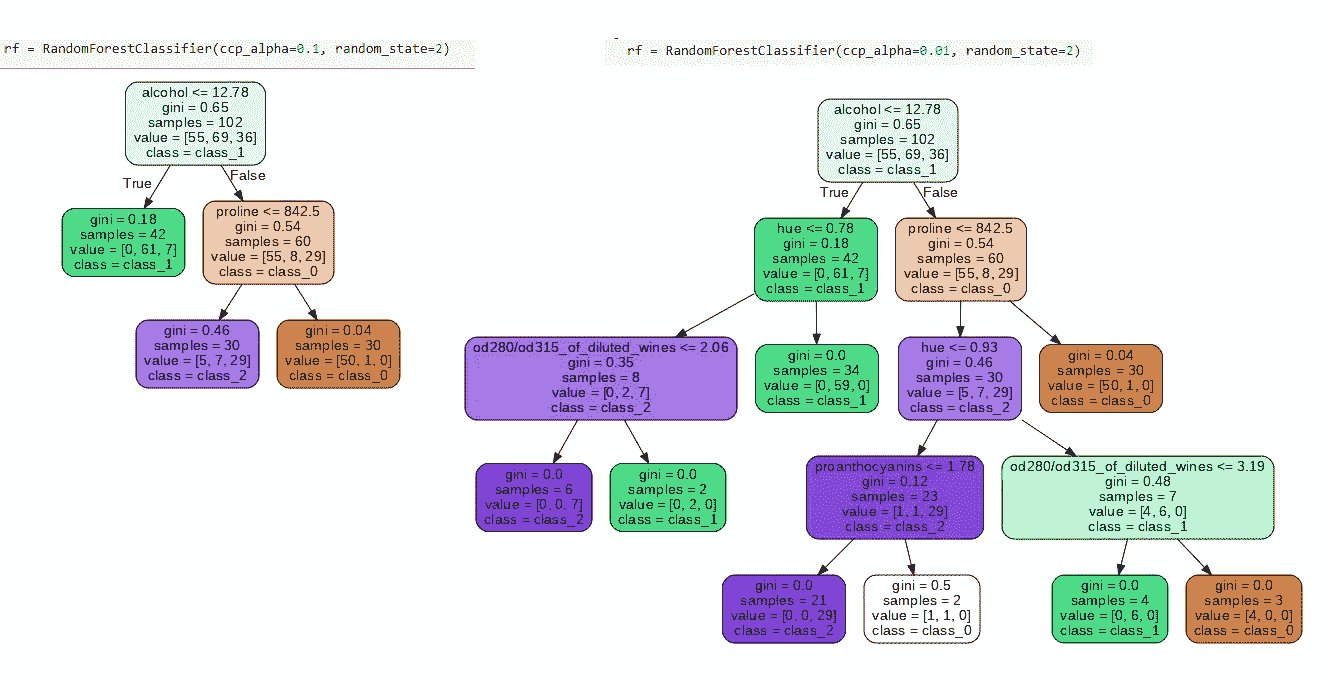 rf = RandomForestClassifier(ccp_alpha=0.1, random_state=2)
alcohol <= 12.78
gini = 0.65
samples = 102
value = [55, 69, 36]
class = class_1
True
False
gini = 0.18
samples = 42
value = [0, 61, 7]
class = class_1
proline <= 842.5
gini = 0.54
samples = 60
value = [55, 8, 29]
class = class_0
gini = 0.46
samples = 30
value = [5, 7, 29]
class = class_2
gini = 0.04
samples = 30
value = [50, 1, 0]
class = class_0
rf = RandomForestClassifier(ccp_alpha=0.01, random_state=2)
alcohol <= 12.78
gini = 0.65
samples = 102
value = [55, 69, 36]
class = class_1
True
False
hue <= 0.78
gini = 0.18
samples = 42
value = [0, 61, 7]
class = class_1
proline <= 842.5
gini = 0.54
samples = 60
value = [55, 8, 29]
class = class_0
od280/od315_of_diluted_wines <= 2.06
gini = 0.35
samples = 8
value = [0, 2, 7]
class = class_2
gini = 0.0
samples = 34
value = [0, 59, 0]
class = class_1
hue <= 0.93
gini = 0.46
samples = 30
value = [5, 7, 29]
class = class_2
gini = 0.04
samples = 30
value = [50, 1, 0]
class = class_0
gini = 0.0
samples = 6
value = [0, 0, 7]
class = class_2
gini = 0.0
samples = 2
value = [0, 2, 0]
class = class_1
proanthocyanins <= 1.78
gini = 0.12
samples = 23
value = [1, 1, 29]
class = class_2
od280/od315_of_diluted_wines <= 3.19
gini = 0.48
samples = 7
value = [4, 6, 0]
class = class_1
gini = 0.0
samples = 21
value = [0, 0, 29]
class = class_2
gini = 0.5
samples = 2
value = [1, 1, 0]
class = class_0
gini = 0.0
samples = 4
value = [0, 6, 0]
class = class_1
gini = 0.0
samples = 3
value = [4, 0, 0]
class = class_0